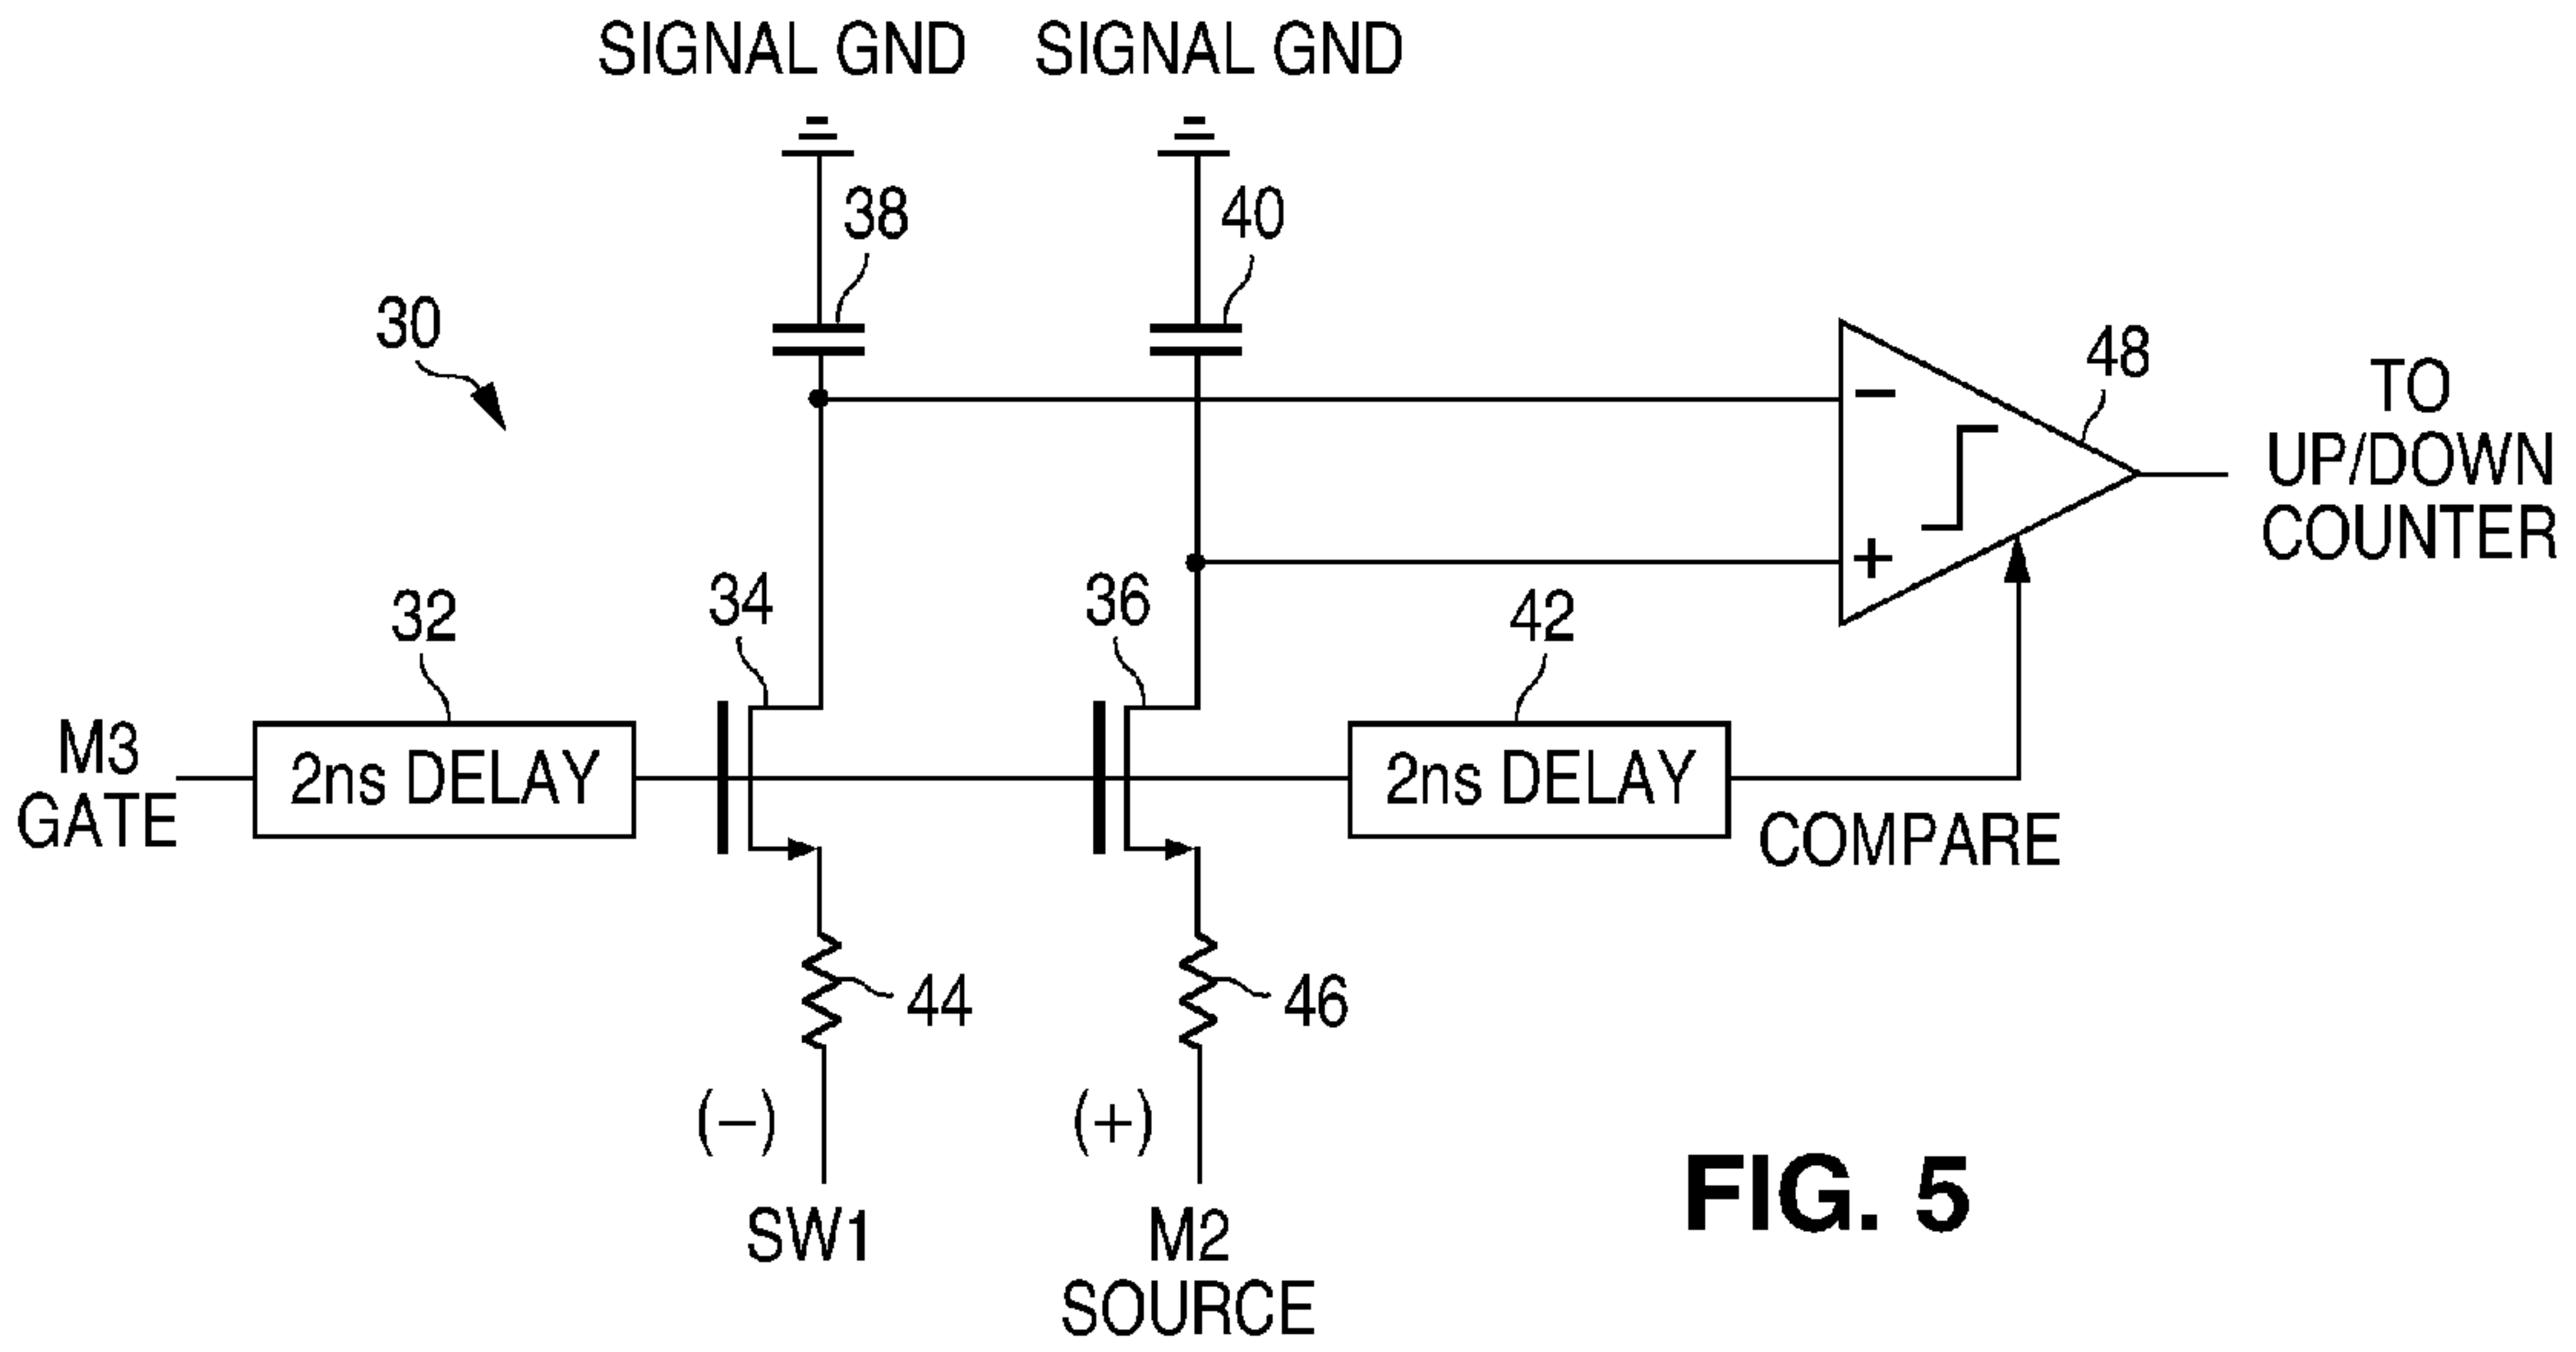 SIGNAL GND
SIGNAL GND
38
40
30
48
−
TO
UP/DOWN
COUNTER
+
32
34
36
42
M3
GATE
2ns DELAY
2ns DELAY
COMPARE
44
46
(−)
(+)
SW1
M2
SOURCE
FIG. 5